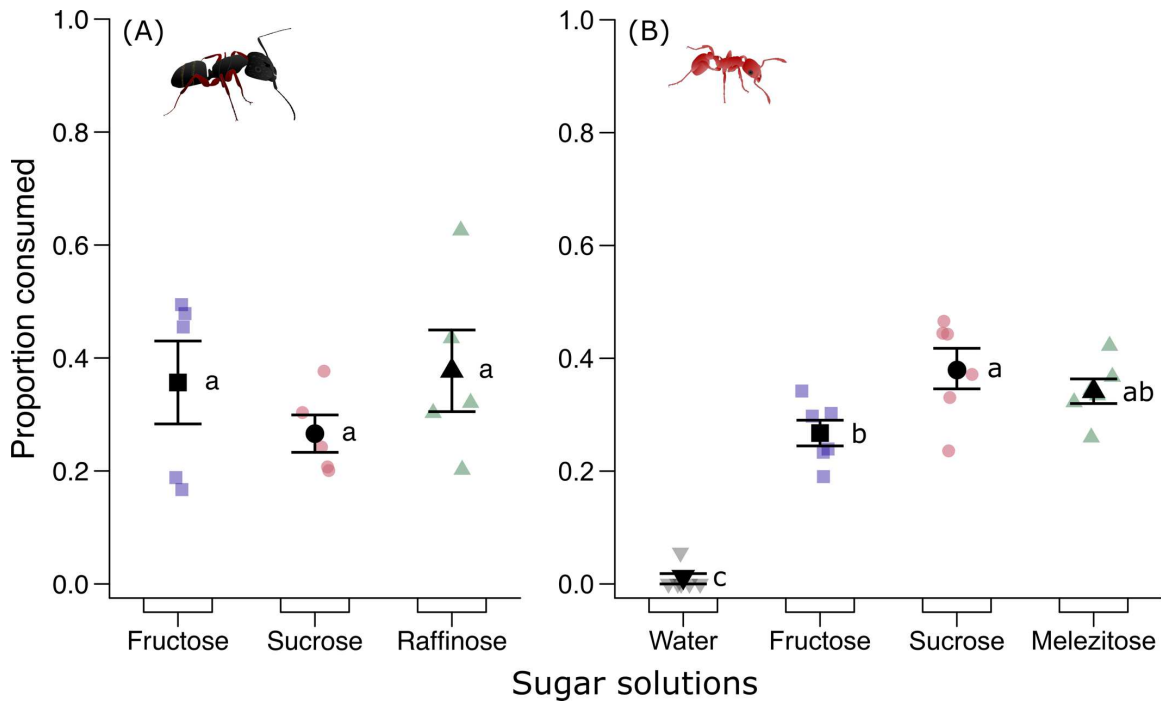 Proportion consumed
(A)
1.0
0.8
0.6
0.4
0.2
0.0
a
a
a
Fructose
Sucrose
Raffinose
(B)
1.0
0.8
0.6
0.4
0.2
0.0
c
b
a
ab
Water
Fructose
Sucrose
Melezitose
Sugar solutions